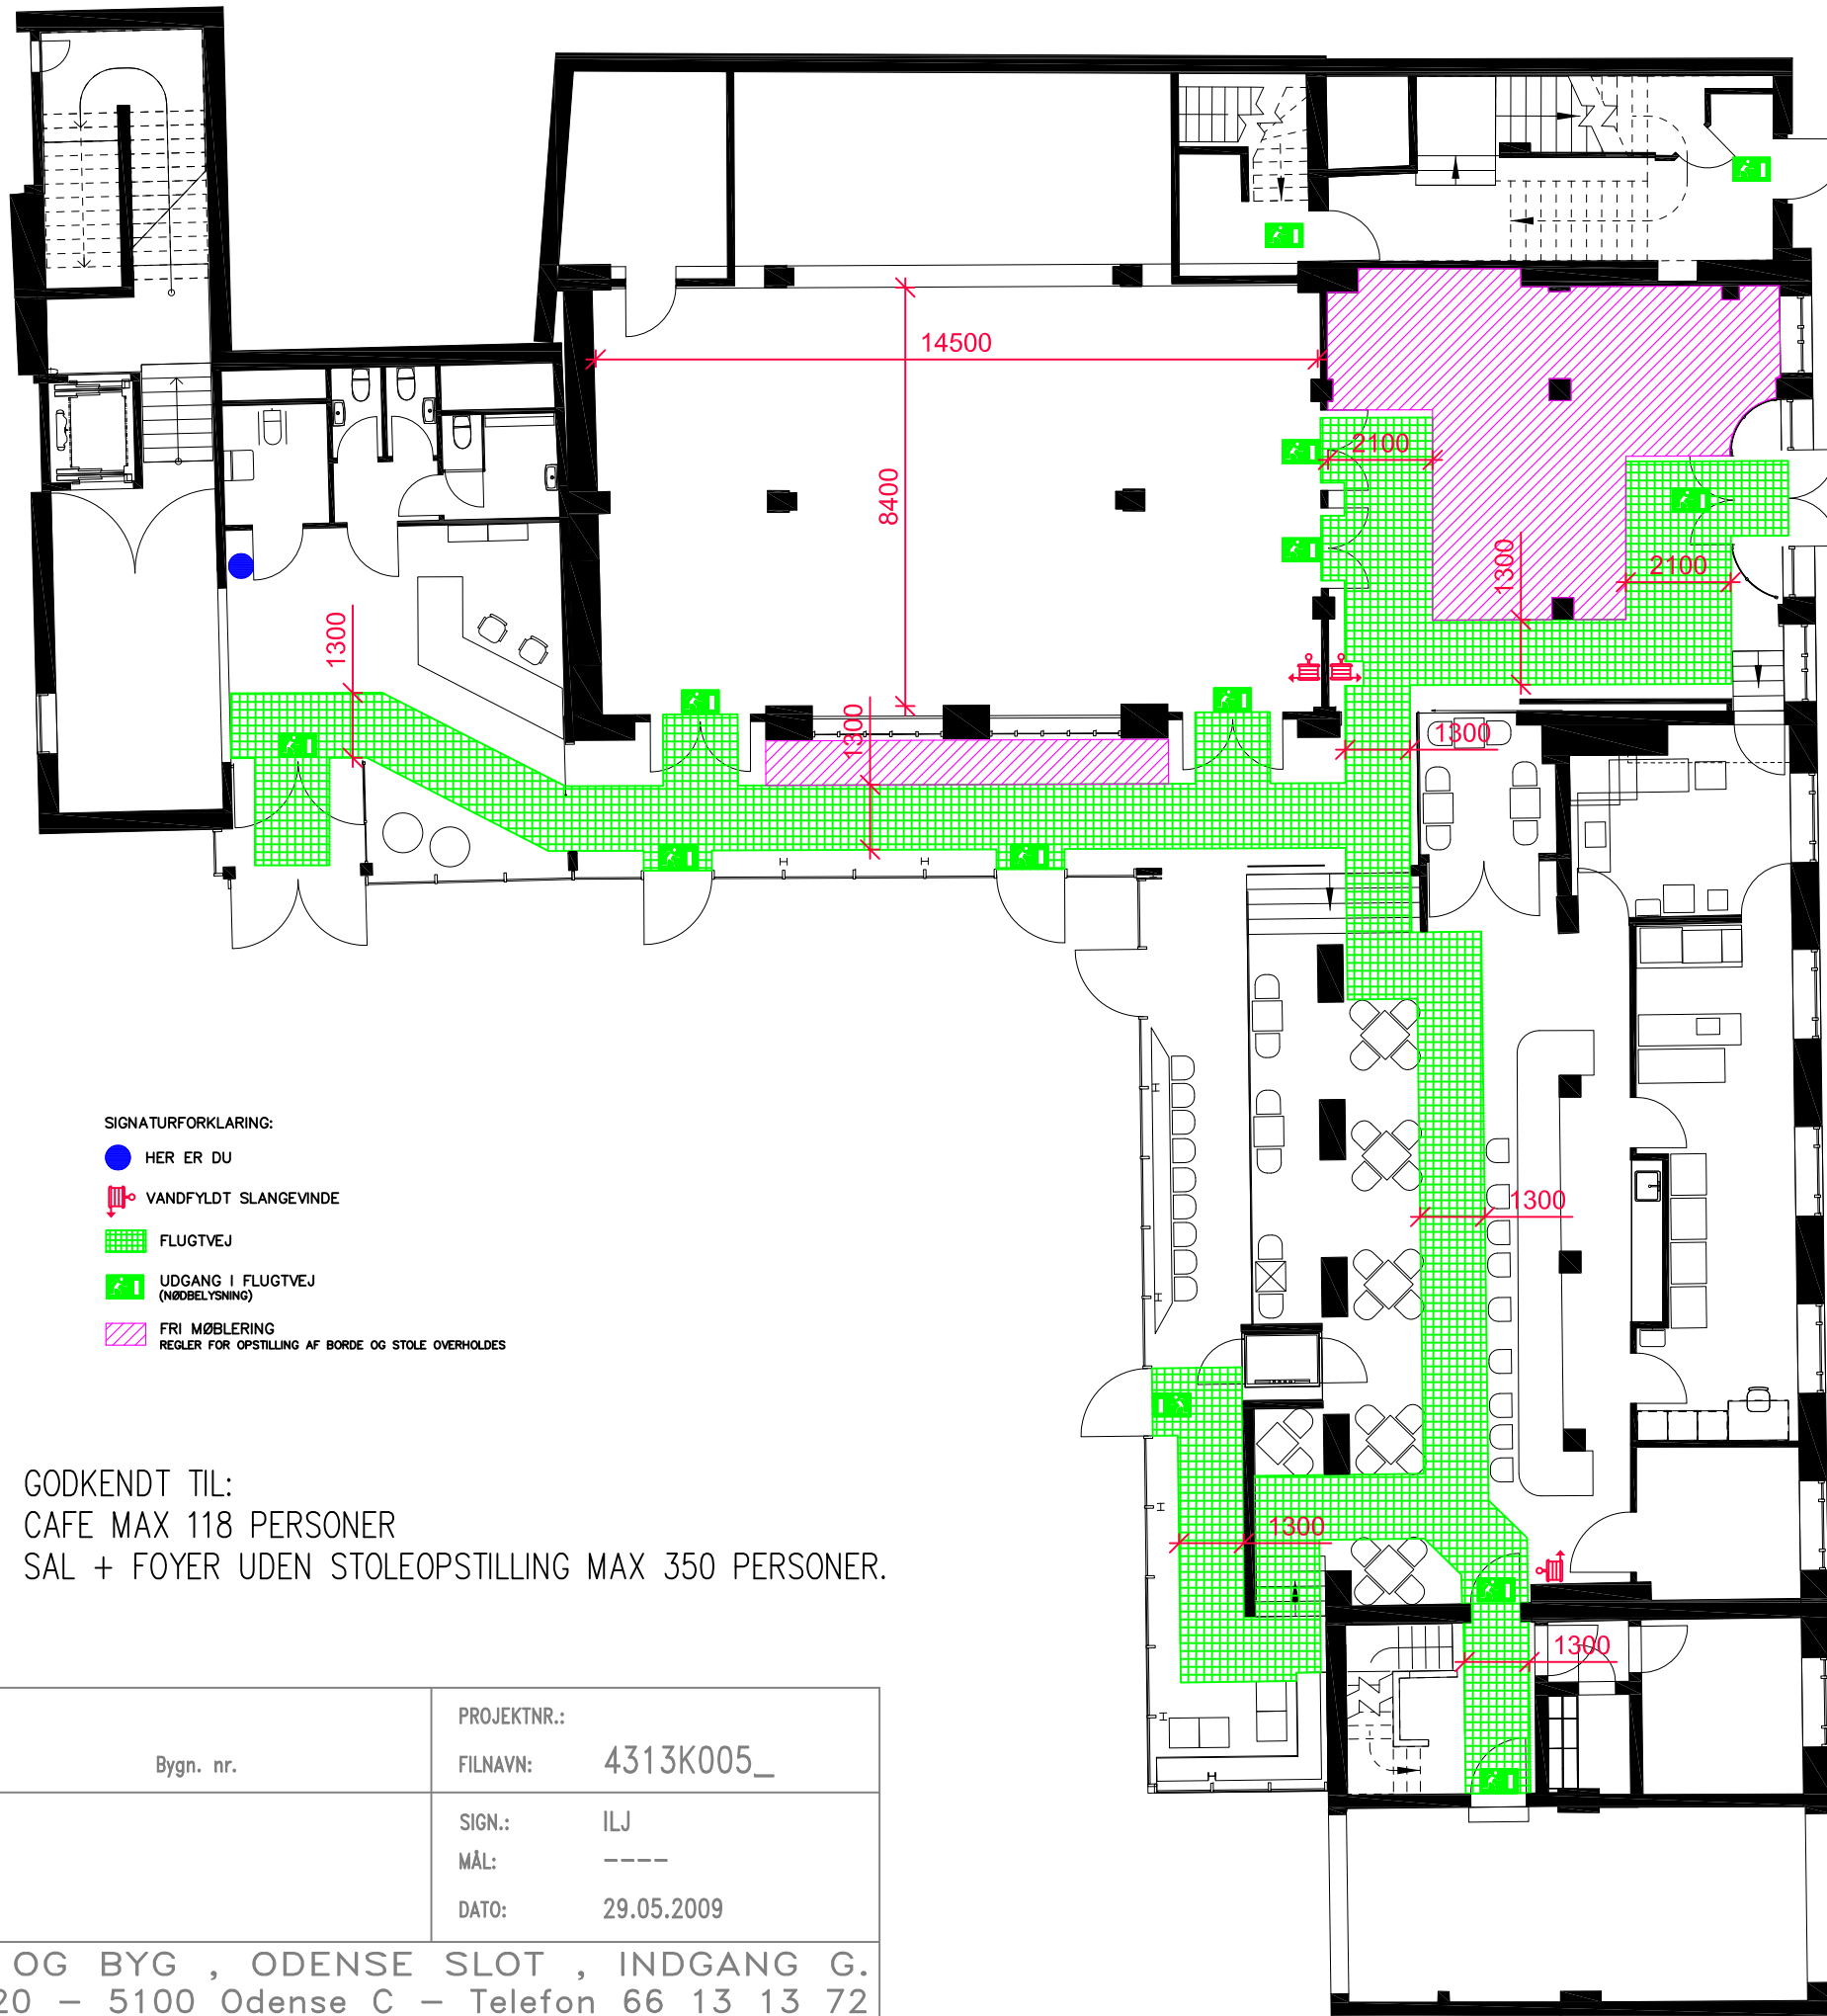 14500
2100
8400
1300
2100
1300
1300
1300
1300
1300
1300
SIGNATURFORKLARING:
HER ER DU
VANDFYLDT SLANGEVINDE
FLUGTVEJ
UDGANG I FLUGTVEJ
(NØDBELYSNING)
FRI MØBLERING
REGLER FOR OPSTILLING AF BORDE OG STOLE OVERHOLDES
GODKENDT TIL:
CAFE MAX 118 PERSONER
SAL + FOYER UDEN STOLEOPSTILLING MAX 350 PERSONER.
PROJEKTNR.:
Bygn. nr.
FILNAVN: 4313K005_
SIGN.: ILJ
MÅL: ----
DATO: 29.05.2009
OG BYG , ODENSE SLOT , INDGANG G.
20 – 5100 Odense C – Telefon 66 13 13 72